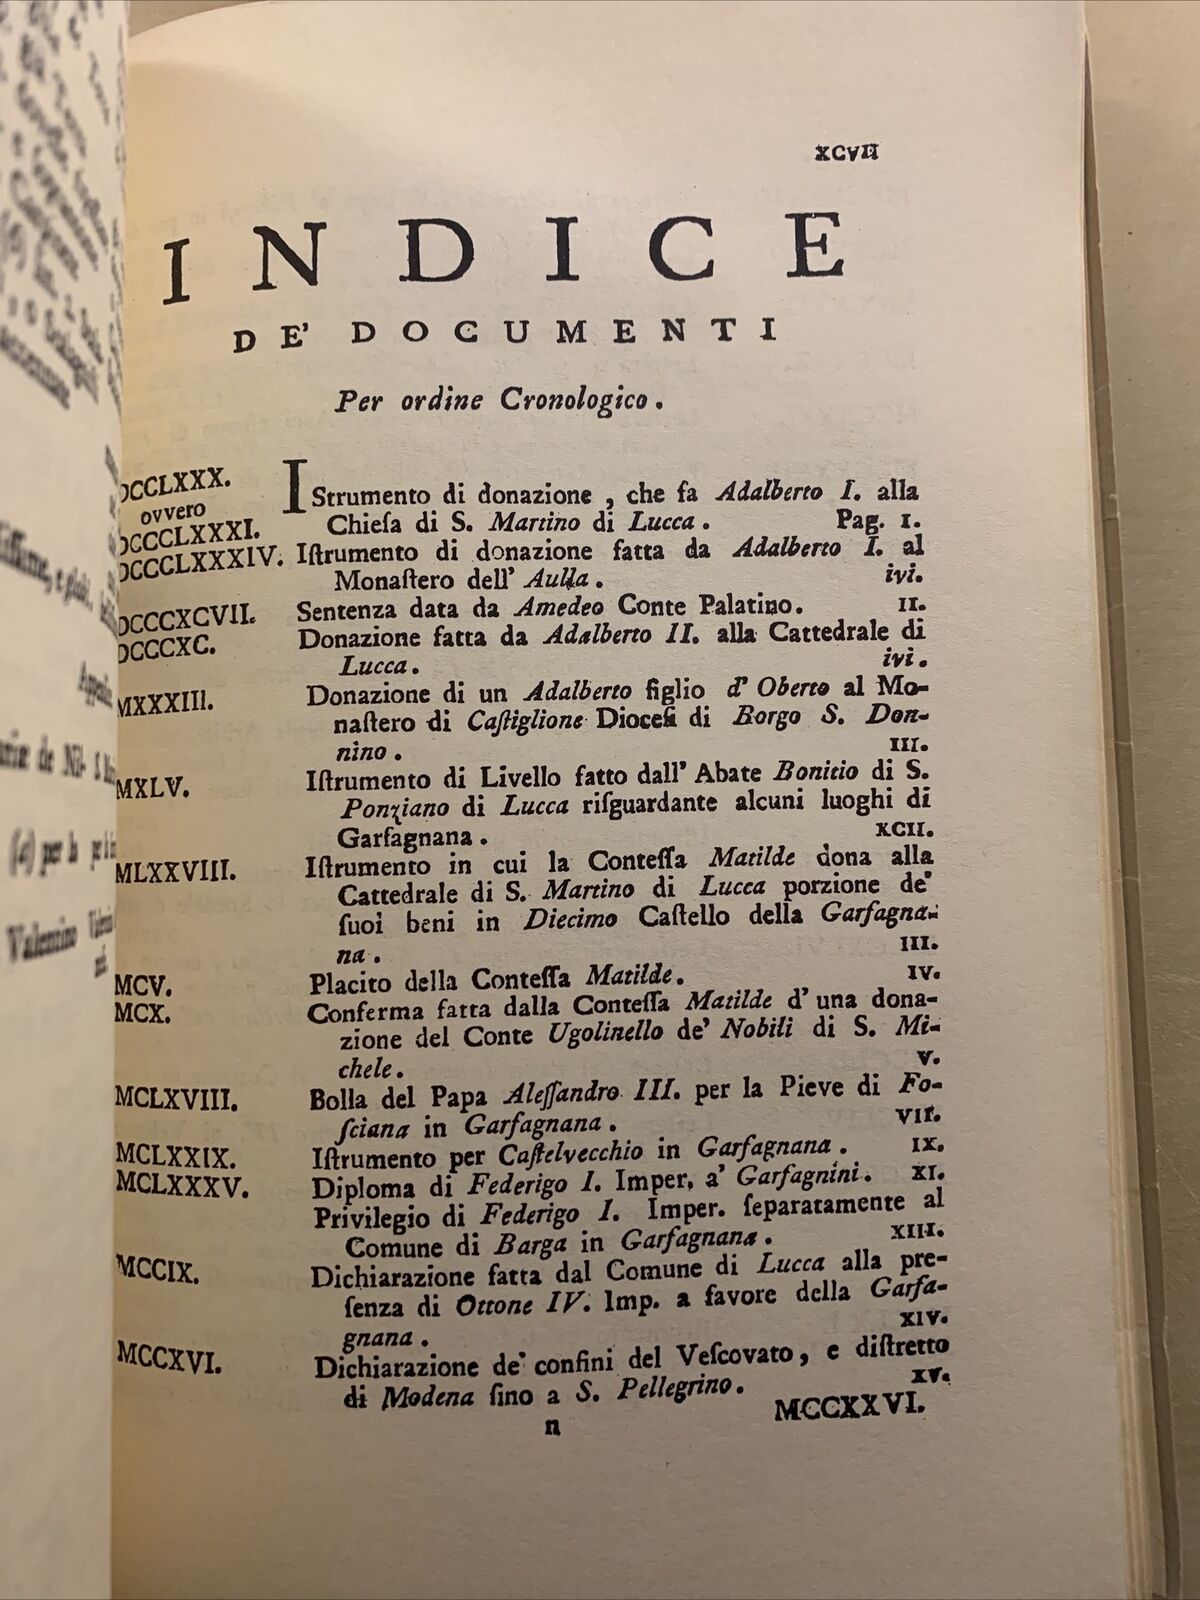 XCVII
INDICE
DE' DOCUMENTI
Per ordine Cronologico.
DCCLXXX. IStrumento di donazione, che fa Adalberto I. alla
ovvero
DCCCLXXXI. Chieſa di S. Martino di Lucca. Pag. I.
DCCCLXXXIV. Iſtrumento di donazione fatta da Adalberto I. al
Monaſtero dell' Aulla. ivi.
DCCCXCVII. Sentenza data da Amedeo Conte Palatino. II.
DCCCXC. Donazione fatta da Adalberto II. alla Cattedrale di
Lucca. ivi.
MXXXIII. Donazione di un Adalberto figlio d' Oberto al Mo-
naſtero di Caſtiglione Dioceſi di Borgo S. Don-
nino. III.
MXLV. Iſtrumento di Livello fatto dall' Abate Bonitio di S.
Ponziano di Lucca riſguardante alcuni luoghi di
Garfagnana. XCII.
MLXXVIII. Iſtrumento in cui la Conteſſa Matilde dona alla
Cattedrale di S. Martino di Lucca porzione de'
ſuoi beni in Diecimo Caſtello della Garfagna-
na. III.
MCV. Placito della Conteſſa Matilde. IV.
MCX. Conferma fatta dalla Conteſſa Matilde d' una dona-
zione del Conte Ugolinello de' Nobili di S. Mi-
chele. V.
MCLXVIII. Bolla del Papa Aleſſandro III. per la Pieve di Fo-
ſciana in Garfagnana. VII.
MCLXXIX. Iſtrumento per Caſtelvecchio in Garfagnana. IX.
MCLXXXV. Diploma di Federigo I. Imper. a' Garfagnini. XI.
Privilegio di Federigo I. Imper. ſeparatamente al
Comune di Barga in Garfagnana. XIII.
MCCIX. Dichiarazione fatta dal Comune di Lucca alla pre-
ſenza di Ottone IV. Imp. a favore della Garfa-
gnana. XIV.
MCCXVI. Dichiarazione de' confini del Veſcovato, e diſtretto
di Modena ſino a S. Pellegrino. XV.
n MCCXXVI.